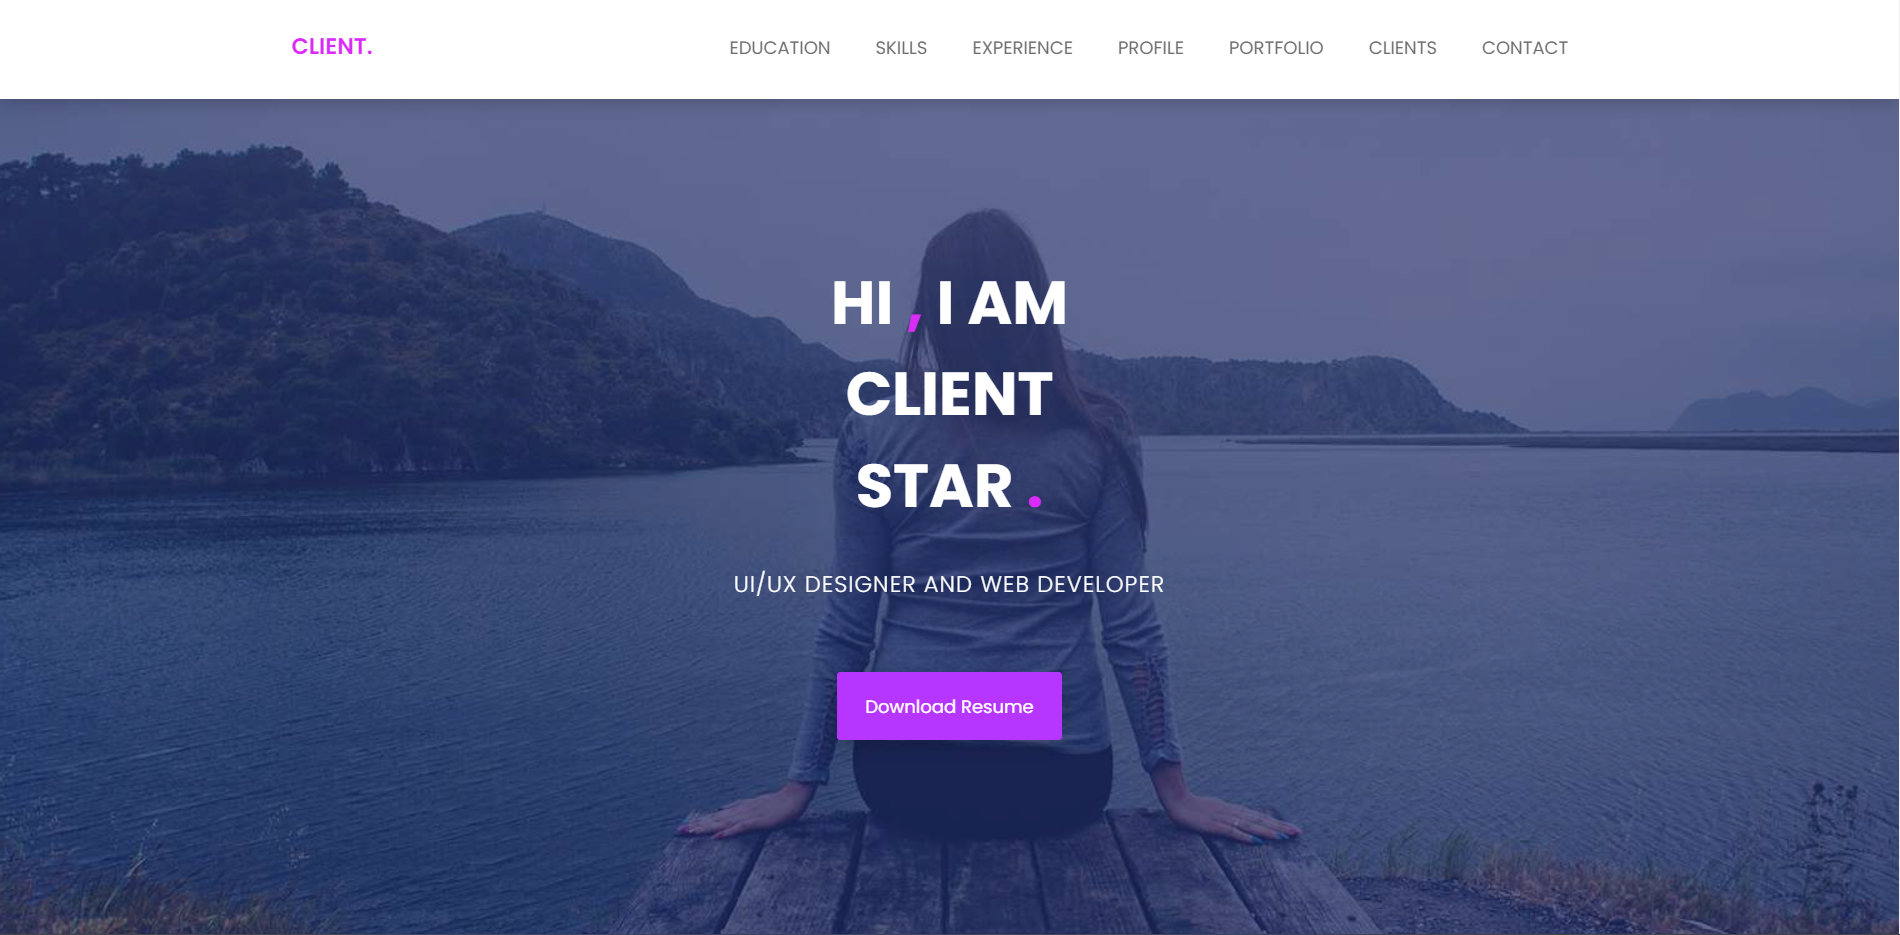 CLIENT.
EDUCATION SKILLS EXPERIENCE PROFILE PORTFOLIO CLIENTS CONTACT
HI , I AM
CLIENT
STAR .
UI/UX DESIGNER AND WEB DEVELOPER
Download Resume